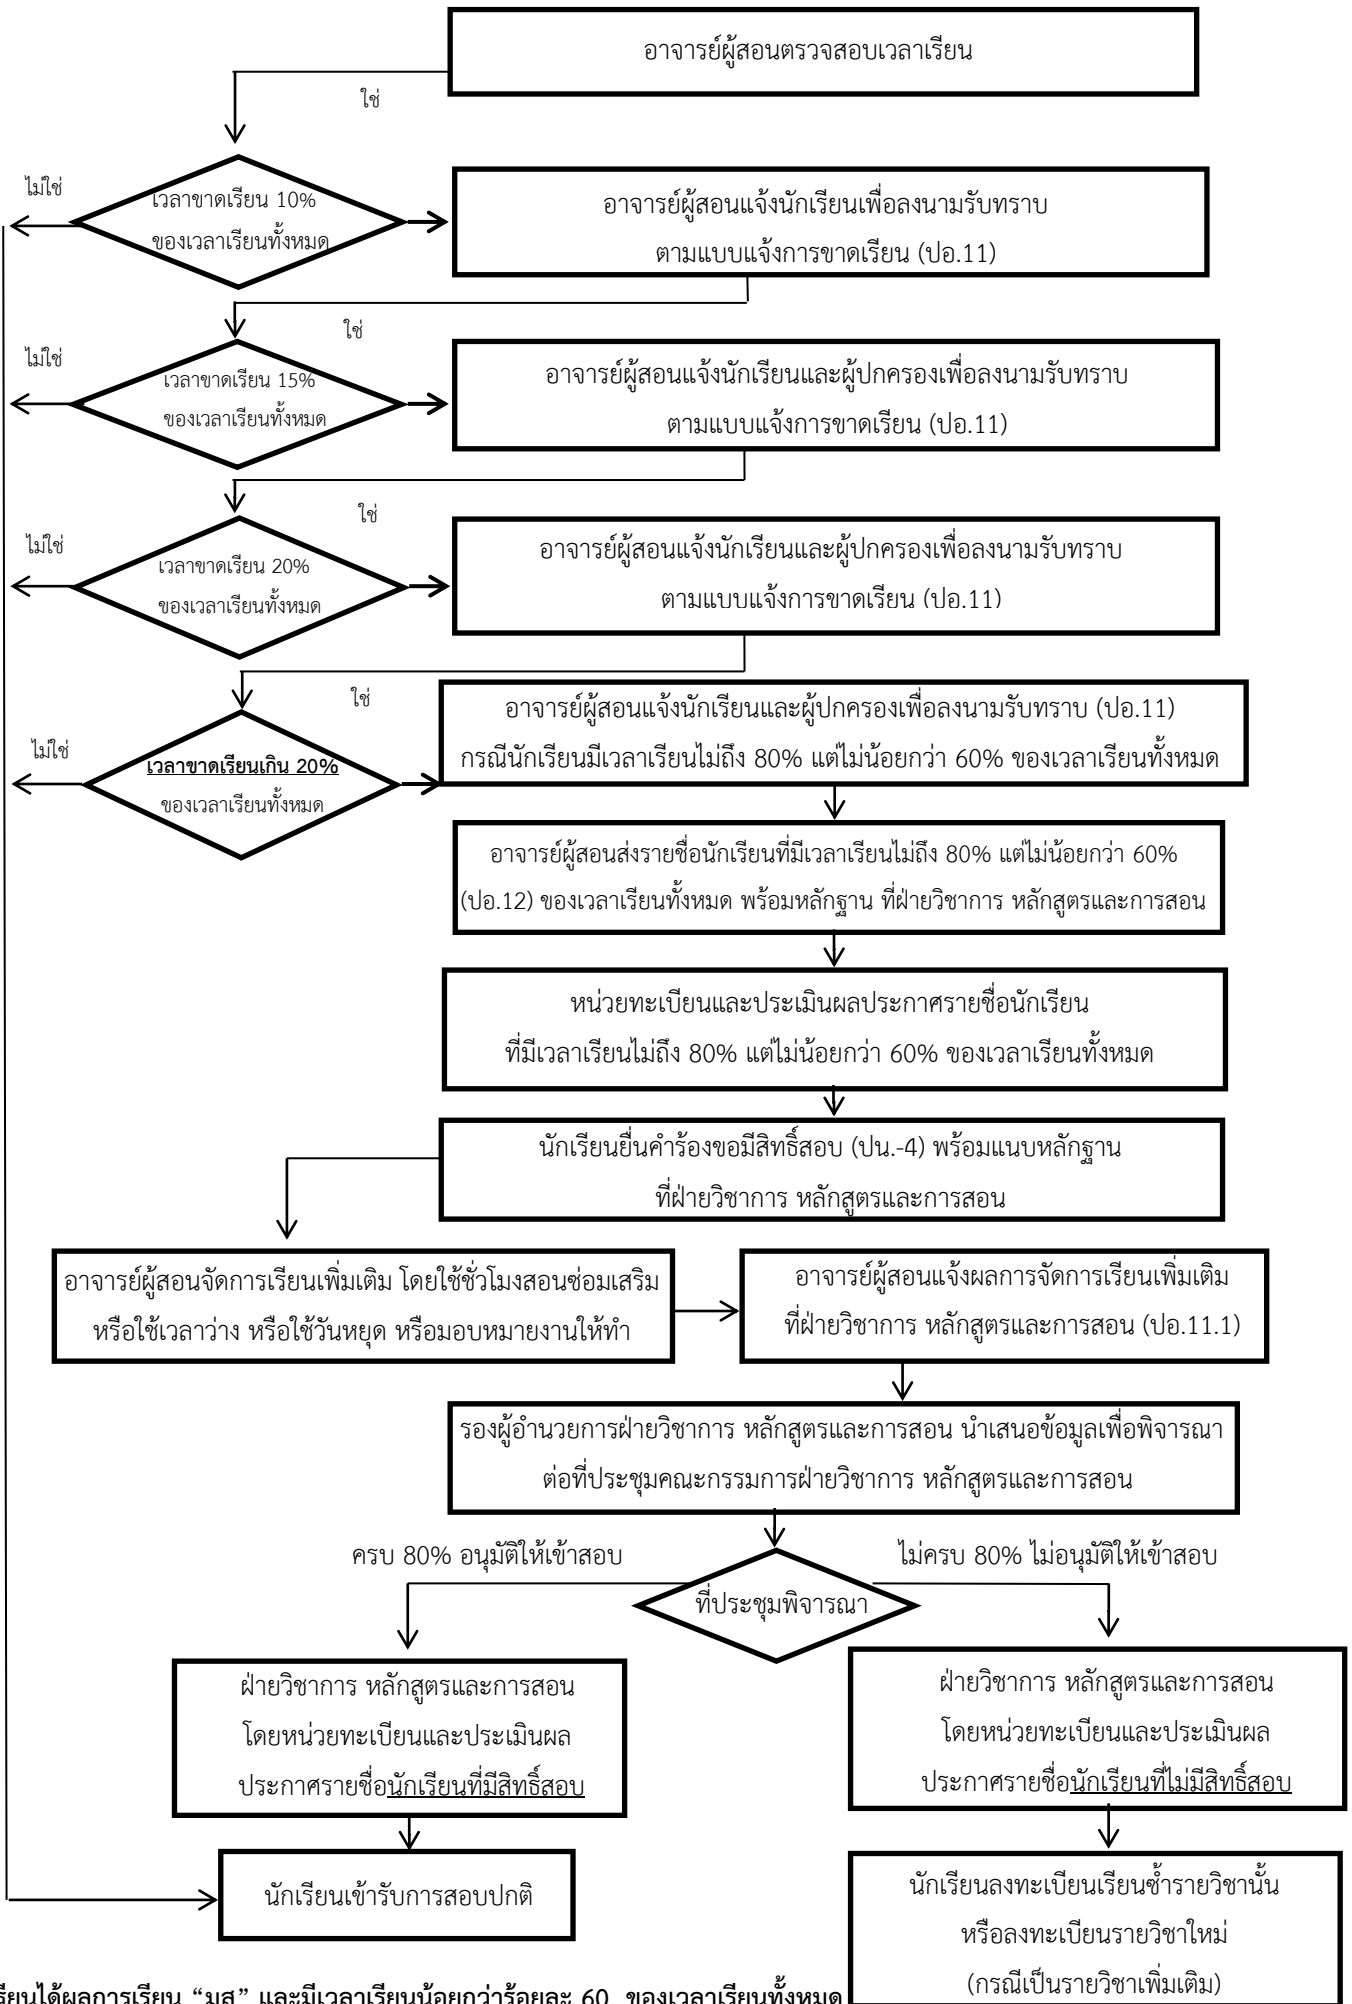 อาจารย์ผู้สอนตรวจสอบเวลาเรียน
ใช่
ไม่ใช่
เวลาขาดเรียน 10%
ของเวลาเรียนทั้งหมด
อาจารย์ผู้สอนแจ้งนักเรียนเพื่อลงนามรับทราบ
ตามแบบแจ้งการขาดเรียน (ปอ.11)
ใช่
ไม่ใช่
เวลาขาดเรียน 15%
ของเวลาเรียนทั้งหมด
อาจารย์ผู้สอนแจ้งนักเรียนและผู้ปกครองเพื่อลงนามรับทราบ
ตามแบบแจ้งการขาดเรียน (ปอ.11)
ใช่
ไม่ใช่
เวลาขาดเรียน 20%
ของเวลาเรียนทั้งหมด
อาจารย์ผู้สอนแจ้งนักเรียนและผู้ปกครองเพื่อลงนามรับทราบ
ตามแบบแจ้งการขาดเรียน (ปอ.11)
ใช่
ไม่ใช่
เวลาขาดเรียนเกิน 20%
ของเวลาเรียนทั้งหมด
อาจารย์ผู้สอนแจ้งนักเรียนและผู้ปกครองเพื่อลงนามรับทราบ (ปอ.11)
กรณีนักเรียนมีเวลาเรียนไม่ถึง 80% แต่ไม่น้อยกว่า 60% ของเวลาเรียนทั้งหมด
อาจารย์ผู้สอนส่งรายชื่อนักเรียนที่มีเวลาเรียนไม่ถึง 80% แต่ไม่น้อยกว่า 60%
(ปอ.12) ของเวลาเรียนทั้งหมด พร้อมหลักฐาน ที่ฝ่ายวิชาการ หลักสูตรและการสอน
หน่วยทะเบียนและประเมินผลประกาศรายชื่อนักเรียน
ที่มีเวลาเรียนไม่ถึง 80% แต่ไม่น้อยกว่า 60% ของเวลาเรียนทั้งหมด
นักเรียนยื่นคำร้องขอมีสิทธิ์สอบ (ปน.-4) พร้อมแนบหลักฐาน
ที่ฝ่ายวิชาการ หลักสูตรและการสอน
อาจารย์ผู้สอนจัดการเรียนเพิ่มเติม โดยใช้ชั่วโมงสอนซ่อมเสริม
หรือใช้เวลาว่าง หรือใช้วันหยุด หรือมอบหมายงานให้ทำ
อาจารย์ผู้สอนแจ้งผลการจัดการเรียนเพิ่มเติม
ที่ฝ่ายวิชาการ หลักสูตรและการสอน (ปอ.11.1)
รองผู้อำนวยการฝ่ายวิชาการ หลักสูตรและการสอน นำเสนอข้อมูลเพื่อพิจารณา
ต่อที่ประชุมคณะกรรมการฝ่ายวิชาการ หลักสูตรและการสอน
ครบ 80% อนุมัติให้เข้าสอบ
ไม่ครบ 80% ไม่อนุมัติให้เข้าสอบ
ที่ประชุมพิจารณา
ฝ่ายวิชาการ หลักสูตรและการสอน
โดยหน่วยทะเบียนและประเมินผล
ประกาศรายชื่อนักเรียนที่มีสิทธิ์สอบ
ฝ่ายวิชาการ หลักสูตรและการสอน
โดยหน่วยทะเบียนและประเมินผล
ประกาศรายชื่อนักเรียนที่ไม่มีสิทธิ์สอบ
นักเรียนเข้ารับการสอบปกติ
นักเรียนลงทะเบียนเรียนซ้ำรายวิชานั้น
หรือลงทะเบียนรายวิชาใหม่
(กรณีเป็นรายวิชาเพิ่มเติม)
รียนได้ผลการเรียน “มส” และมีเวลาเรียนน้อยกว่าร้อยละ 60 ของเวลาเรียนทั้งหมด